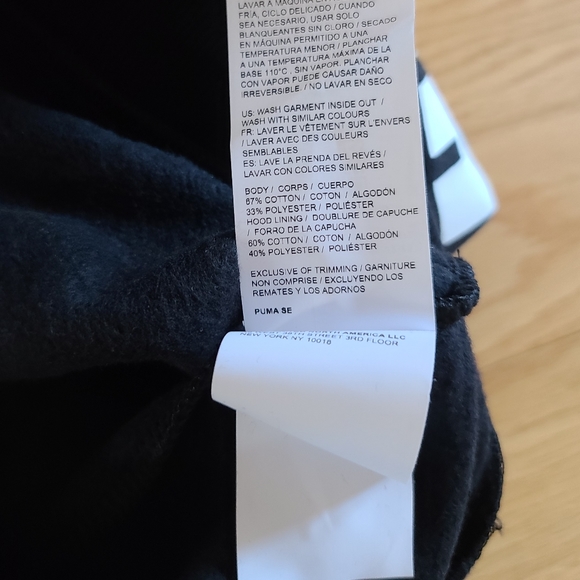 LAVAR A MÁQUINA EN
FRÍA, CICLO DELICADO / CUANDO
SEA NECESARIO, USAR SOLO
BLANQUEANTES SIN CLORO / SECADO
EN MÁQUINA PERMITIDO A UNA
TEMPERATURA MENOR / PLANCHAR
A UNA TEMPERATURA MÁXIMA DE LA
BASE 110°C , SIN VAPOR. PLANCHAR
CON VAPOR PUEDE CAUSAR DAÑO
IRREVERSIBLE. / NO LAVAR EN SECO
US: WASH GARMENT INSIDE OUT /
WASH WITH SIMILAR COLOURS
FR: LAVER LE VÊTEMENT SUR L'ENVERS
/ LAVER AVEC DES COULEURS
SEMBLABLES
ES: LAVE LA PRENDA DEL REVÉS /
LAVAR CON COLORES SIMILARES
BODY / CORPS / CUERPO
67% COTTON / COTON / ALGODÓN
33% POLYESTER / POLIÉSTER
HOOD LINING / DOUBLURE DE CAPUCHE
/ FORRO DE LA CAPUCHA
60% COTTON / COTON / ALGODÓN
40% POLYESTER / POLIÉSTER
EXCLUSIVE OF TRIMMING / GARNITURE
NON COMPRISE / EXCLUYENDO LOS
REMATES Y LOS ADORNOS
PUMA SE
AMERICA LLC
STREET 3RD FLOOR
NEW YORK NY 10018